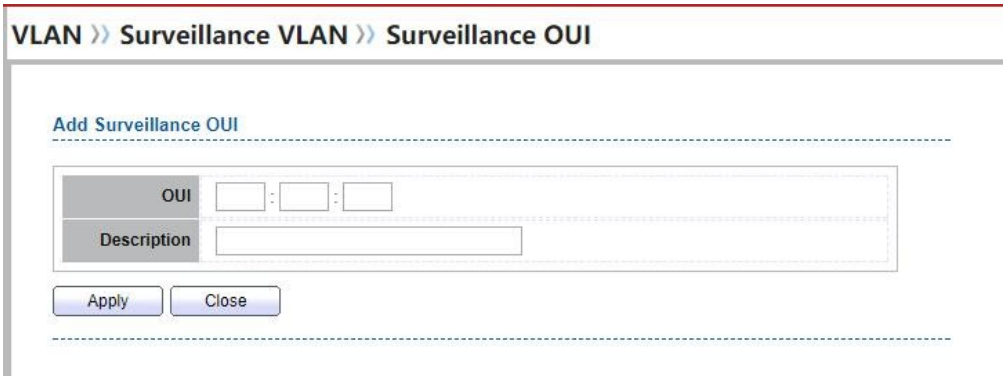 VLAN >> Surveillance VLAN >> Surveillance OUI
Add Surveillance OUI
OUI : :
Description
Apply Close